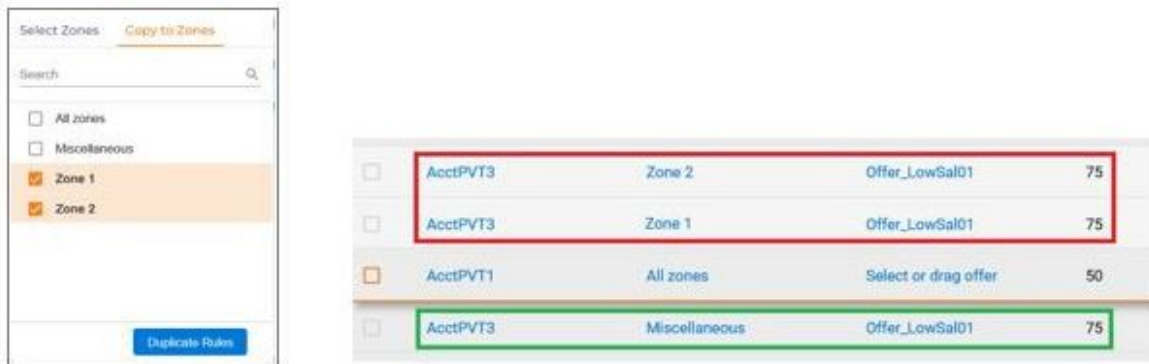 Select Zones Copy to Zones
Search
All zones
Miscellaneous
Zone 1
Zone 2
Duplicate Rules
AcctPVT3 Zone 2 Offer_LowSal01 75
AcctPVT3 Zone 1 Offer_LowSal01 75
AcctPVT1 All zones Select or drag offer 50
AcctPVT3 Miscellaneous Offer_LowSal01 75